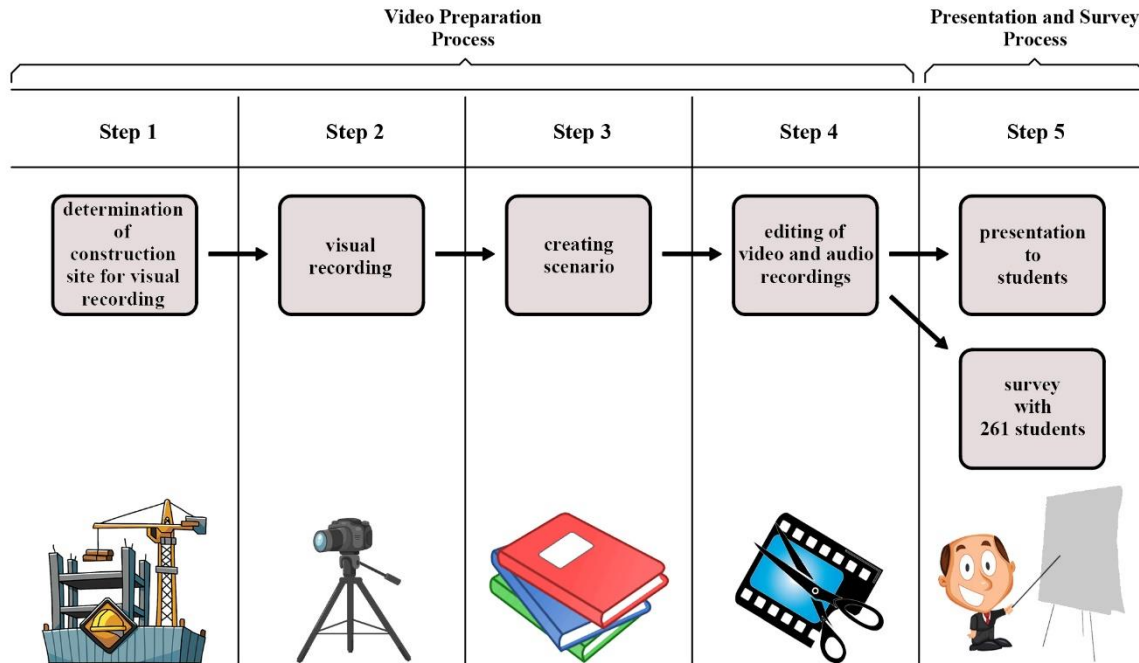 Video Preparation
Process
Presentation and Survey
Process
Step 1
Step 2
Step 3
Step 4
Step 5
determination
of
construction
site for visual
recording
visual
recording
creating
scenario
editing of
video and audio
recordings
presentation
to
students
survey
with
261 students